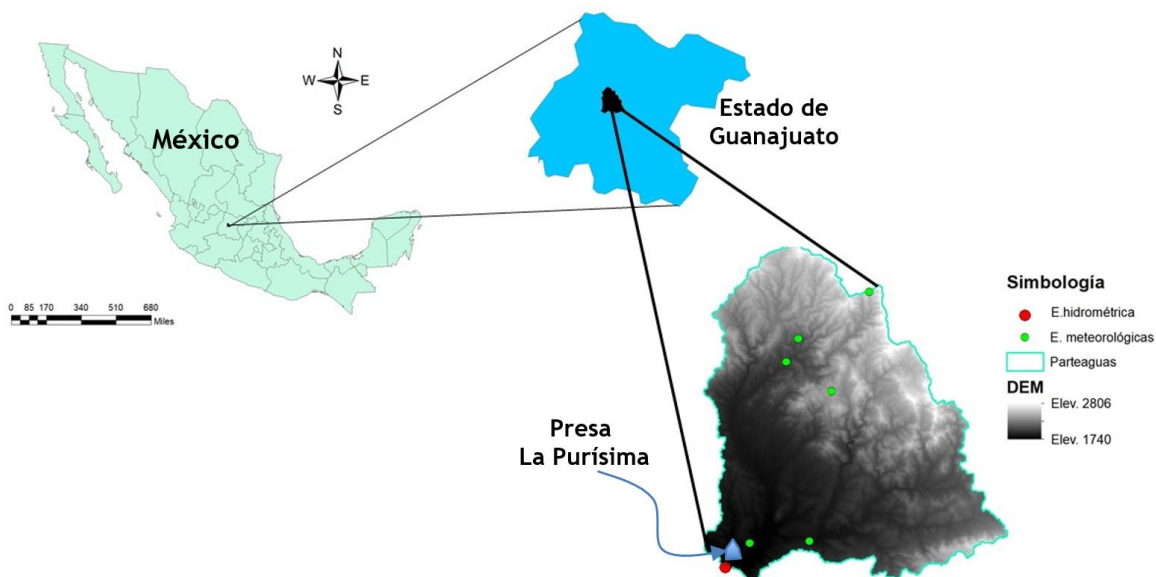 México
N
W E
S
0 85 170 340 510 680
Miles
Estado de
Guanajuato
Presa
La Purísima
Simbología
E.hidrométrica
E. meteorológicas
Parteaguas
DEM
Elev. 2806
Elev. 1740